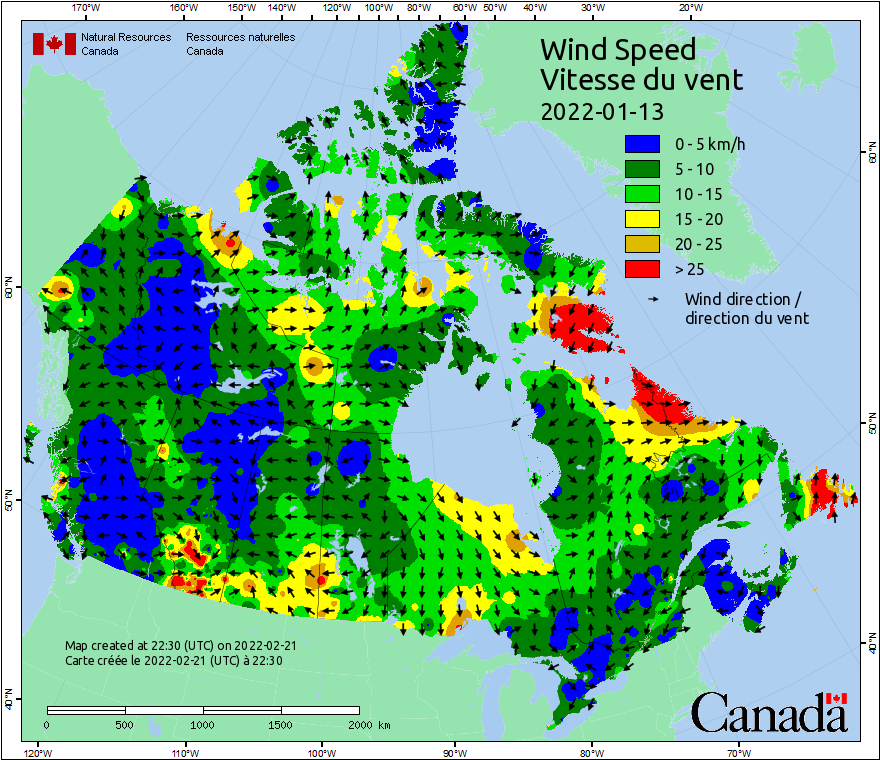 170°W 160°W 150°W 140°W 130°W 120°W 110°W 100°W 90°W 80°W 70°W 60°W 50°W 40°W 30°W 20°W
Natural Resources Canada
Ressources naturelles Canada
Wind Speed
Vitesse du vent
2022-01-13
0 - 5 km/h
5 - 10
10 - 15
15 - 20
20 - 25
> 25
Wind direction /
direction du vent
60°N
50°N
40°N
60°N
50°N
40°N
Map created at 22:30 (UTC) on 2022-02-21
Carte créée le 2022-02-21 (UTC) à 22:30
0 500 1000 1500 2000 km
Canada
120°W 110°W 100°W 90°W 80°W 70°W